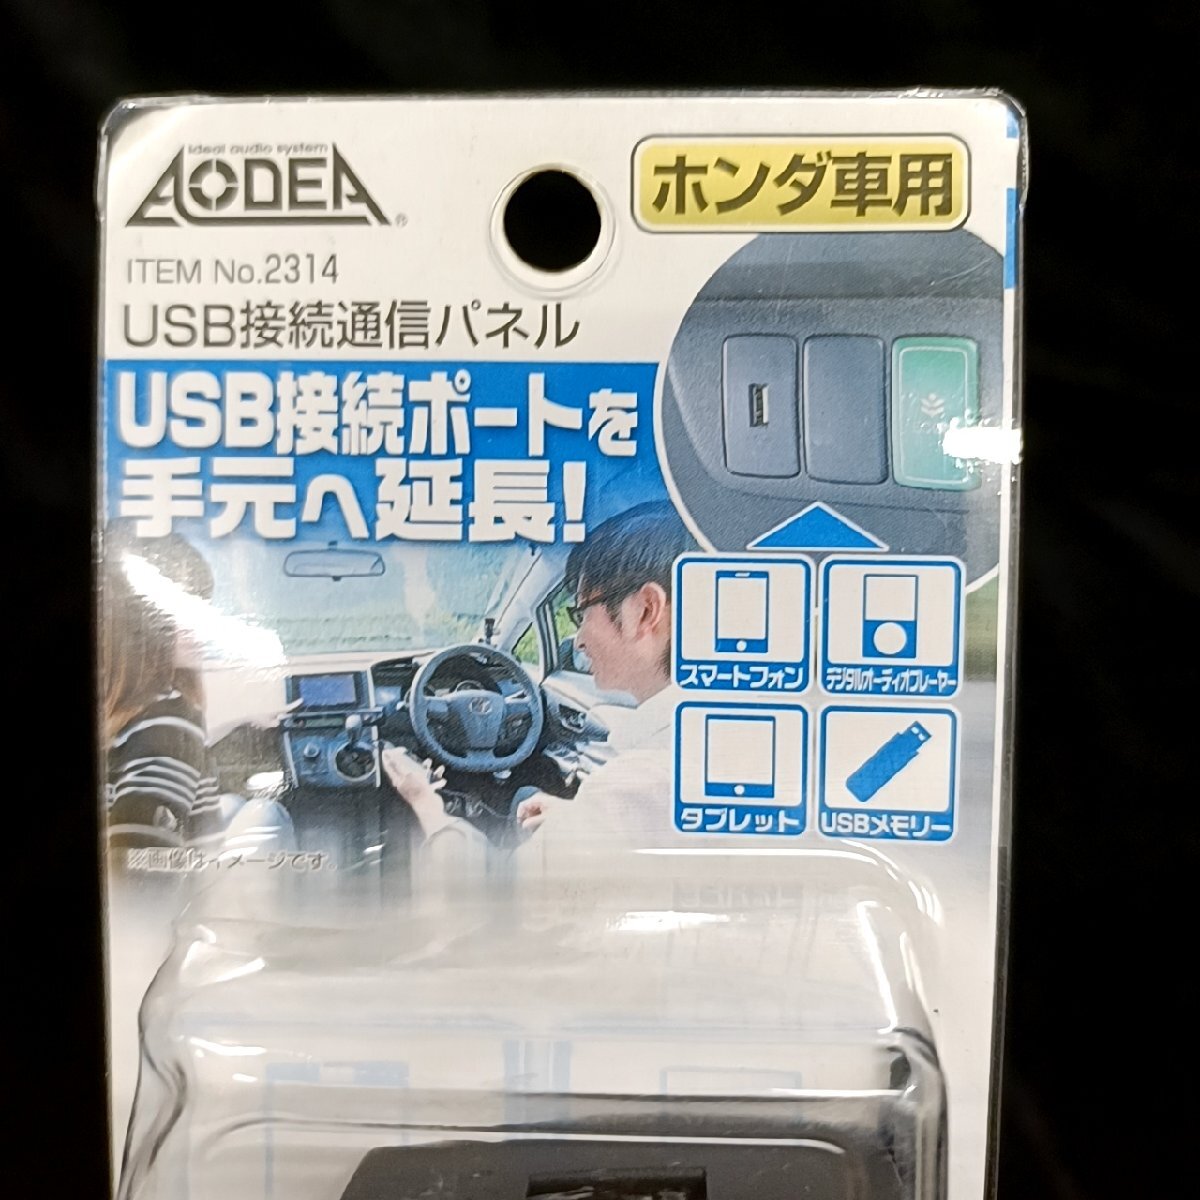 ideal audio system
AODEA®
ホンダ車用
ITEM No.2314
USB接続通信パネル
USB接続ポートを
手元へ延長!
スマートフォン
デジタルオーディオプレーヤー
タブレット
USBメモリー
※画像はイメージです。